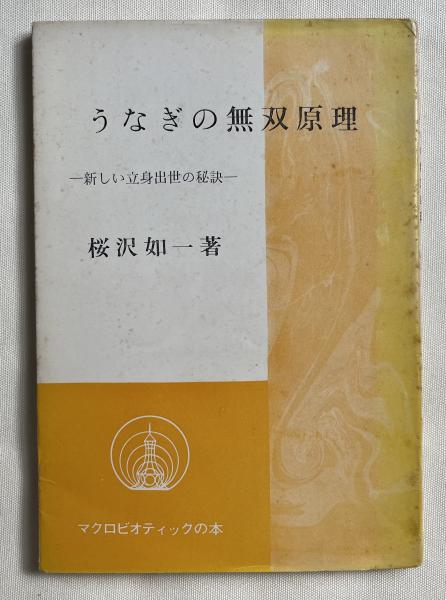 うなぎの無双原理
―新しい立身出世の秘訣―
桜沢如一著
マクロビオティックの本